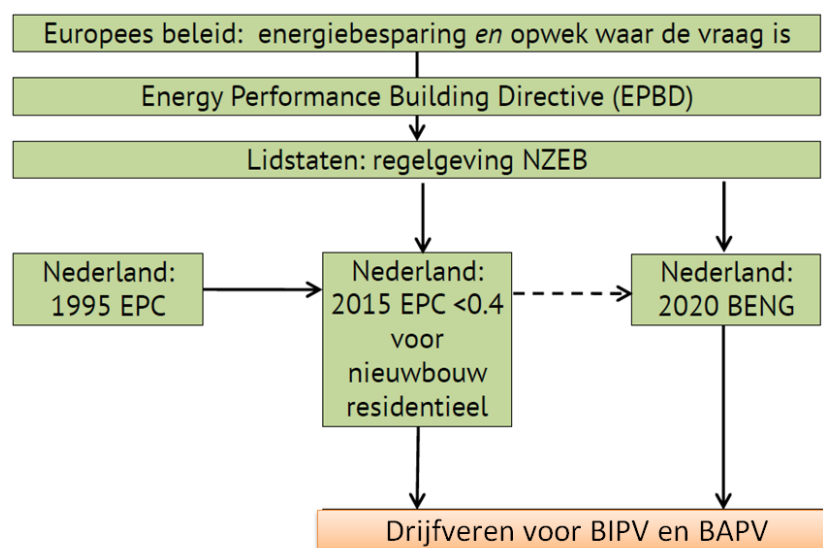 Europees beleid: energiebesparing en opwek waar de vraag is
Energy Performance Building Directive (EPBD)
Lidstaten: regelgeving NZEB
Nederland:
1995 EPC
Nederland:
2015 EPC <0.4
voor
nieuwbouw
residentieel
Nederland:
2020 BENG
Drijfveren voor BIPV en BAPV